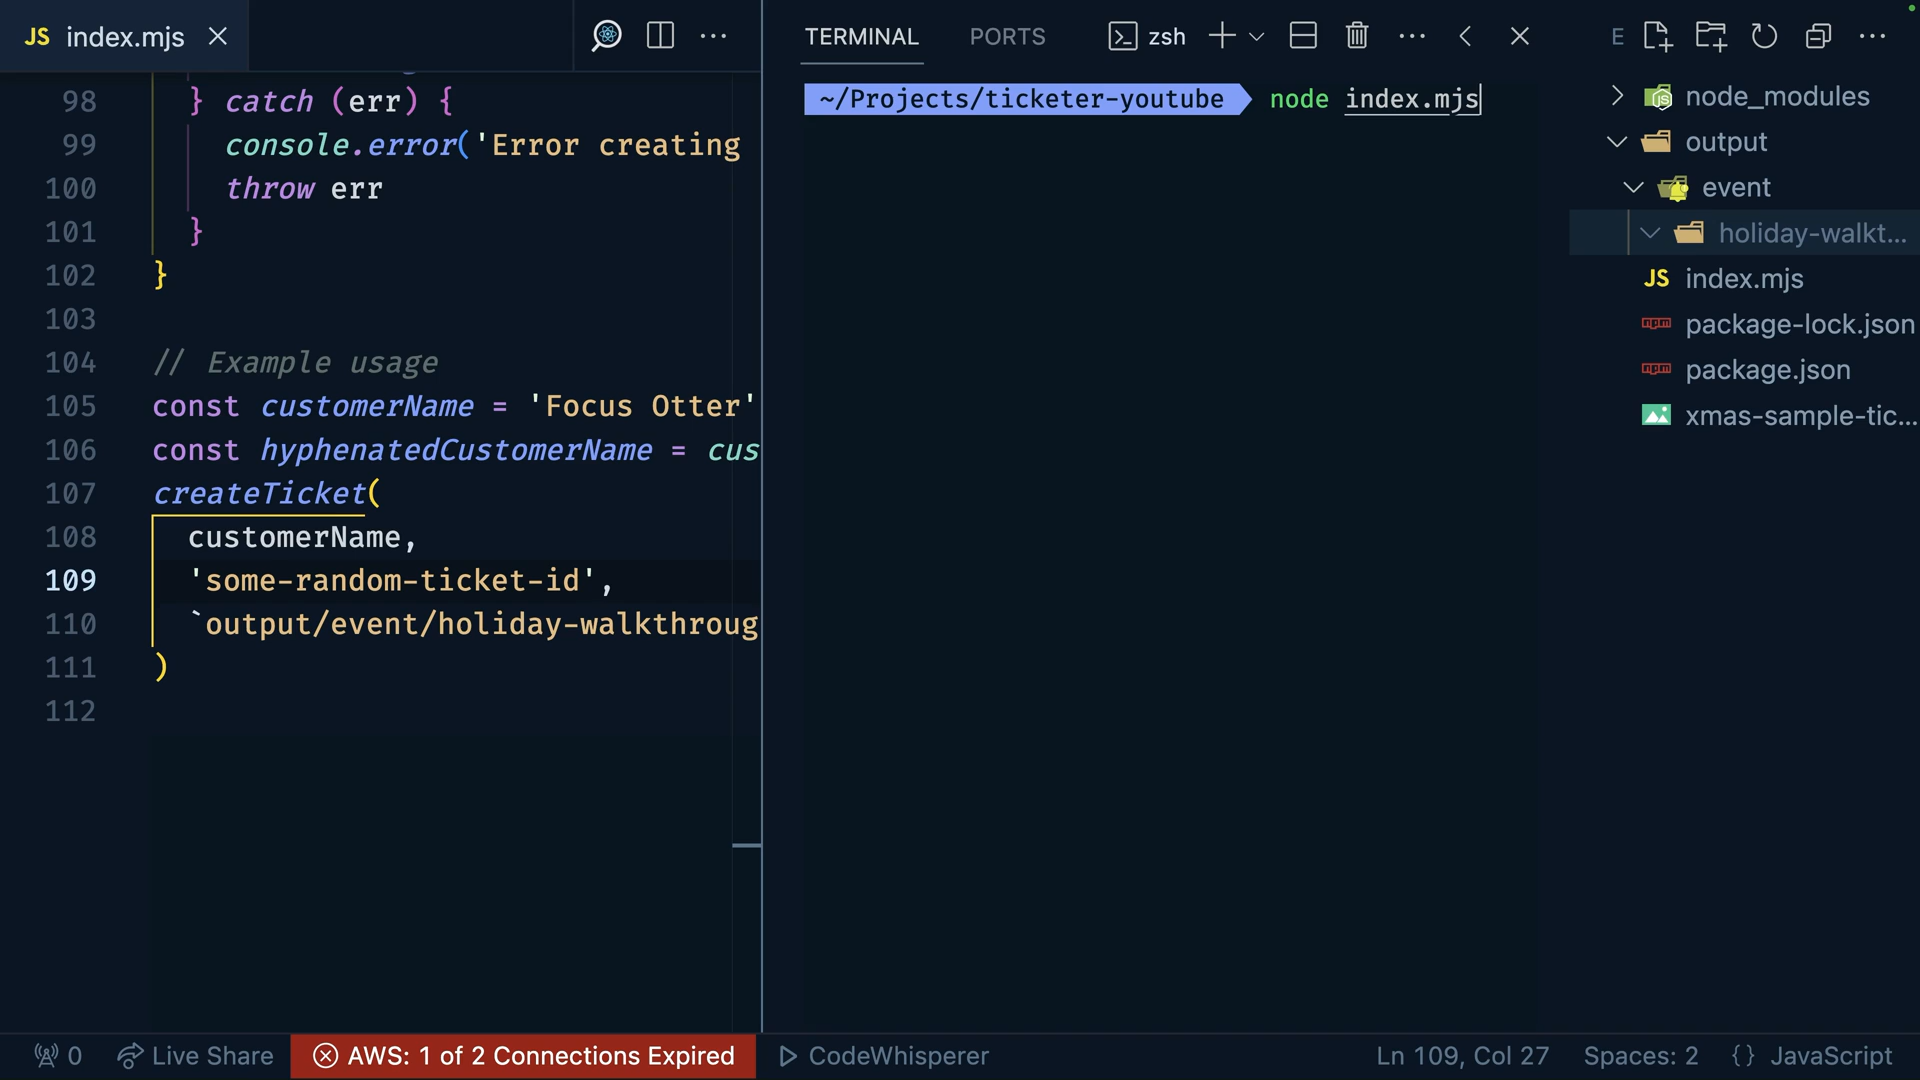 JS index.mjs
TERMINAL PORTS zsh
E
98 } catch (err) {
99 console.error('Error creating
100 throw err
101 }
102 }
103
104 // Example usage
105 const customerName = 'Focus Otter'
106 const hyphenatedCustomerName = cus
107 createTicket(
108 customerName,
109 'some-random-ticket-id',
110 `output/event/holiday-walkthroug
111 )
112
~/Projects/ticketer-youtube node index.mjs
node_modules
output
event
holiday-walkt...
JS index.mjs
package-lock.json
package.json
xmas-sample-tic...
0 Live Share AWS: 1 of 2 Connections Expired CodeWhisperer Ln 109, Col 27 Spaces: 2 {} JavaScript